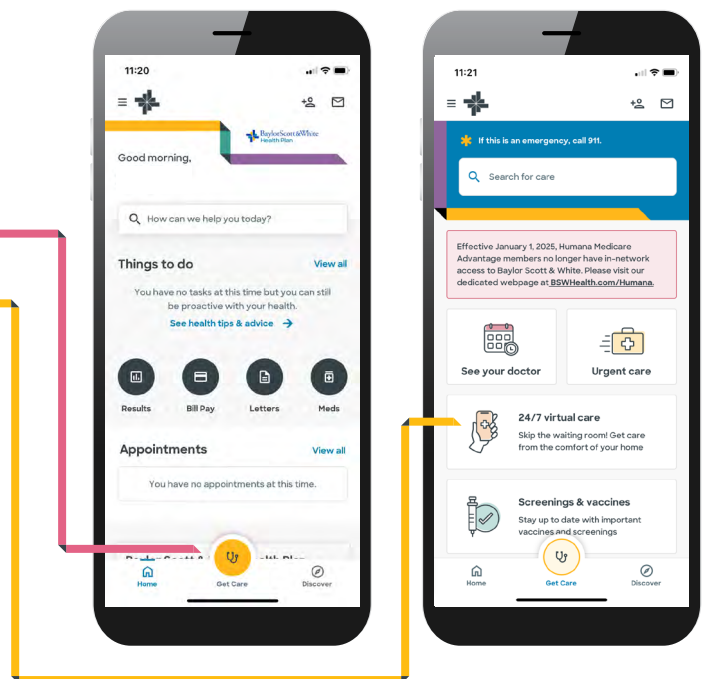 11:20
BaylorScott&White
Health Plan
Good morning,
How can we help you today?
Things to do
View all
You have no tasks at this time but you can still
be proactive with your health.
See health tips & advice
Results
Bill Pay
Letters
Meds
Appointments
View all
You have no appointments at this time.
Home
Get Care
Discover
11:21
If this is an emergency, call 911.
Search for care
Effective January 1, 2025, Humana Medicare
Advantage members no longer have in-network
access to Baylor Scott & White. Please visit our
dedicated webpage at BSWHealth.com/Humana.
See your doctor
Urgent care
24/7 virtual care
Skip the waiting room! Get care
from the comfort of your home
Screenings & vaccines
Stay up to date with important
vaccines and screenings
Home
Get Care
Discover